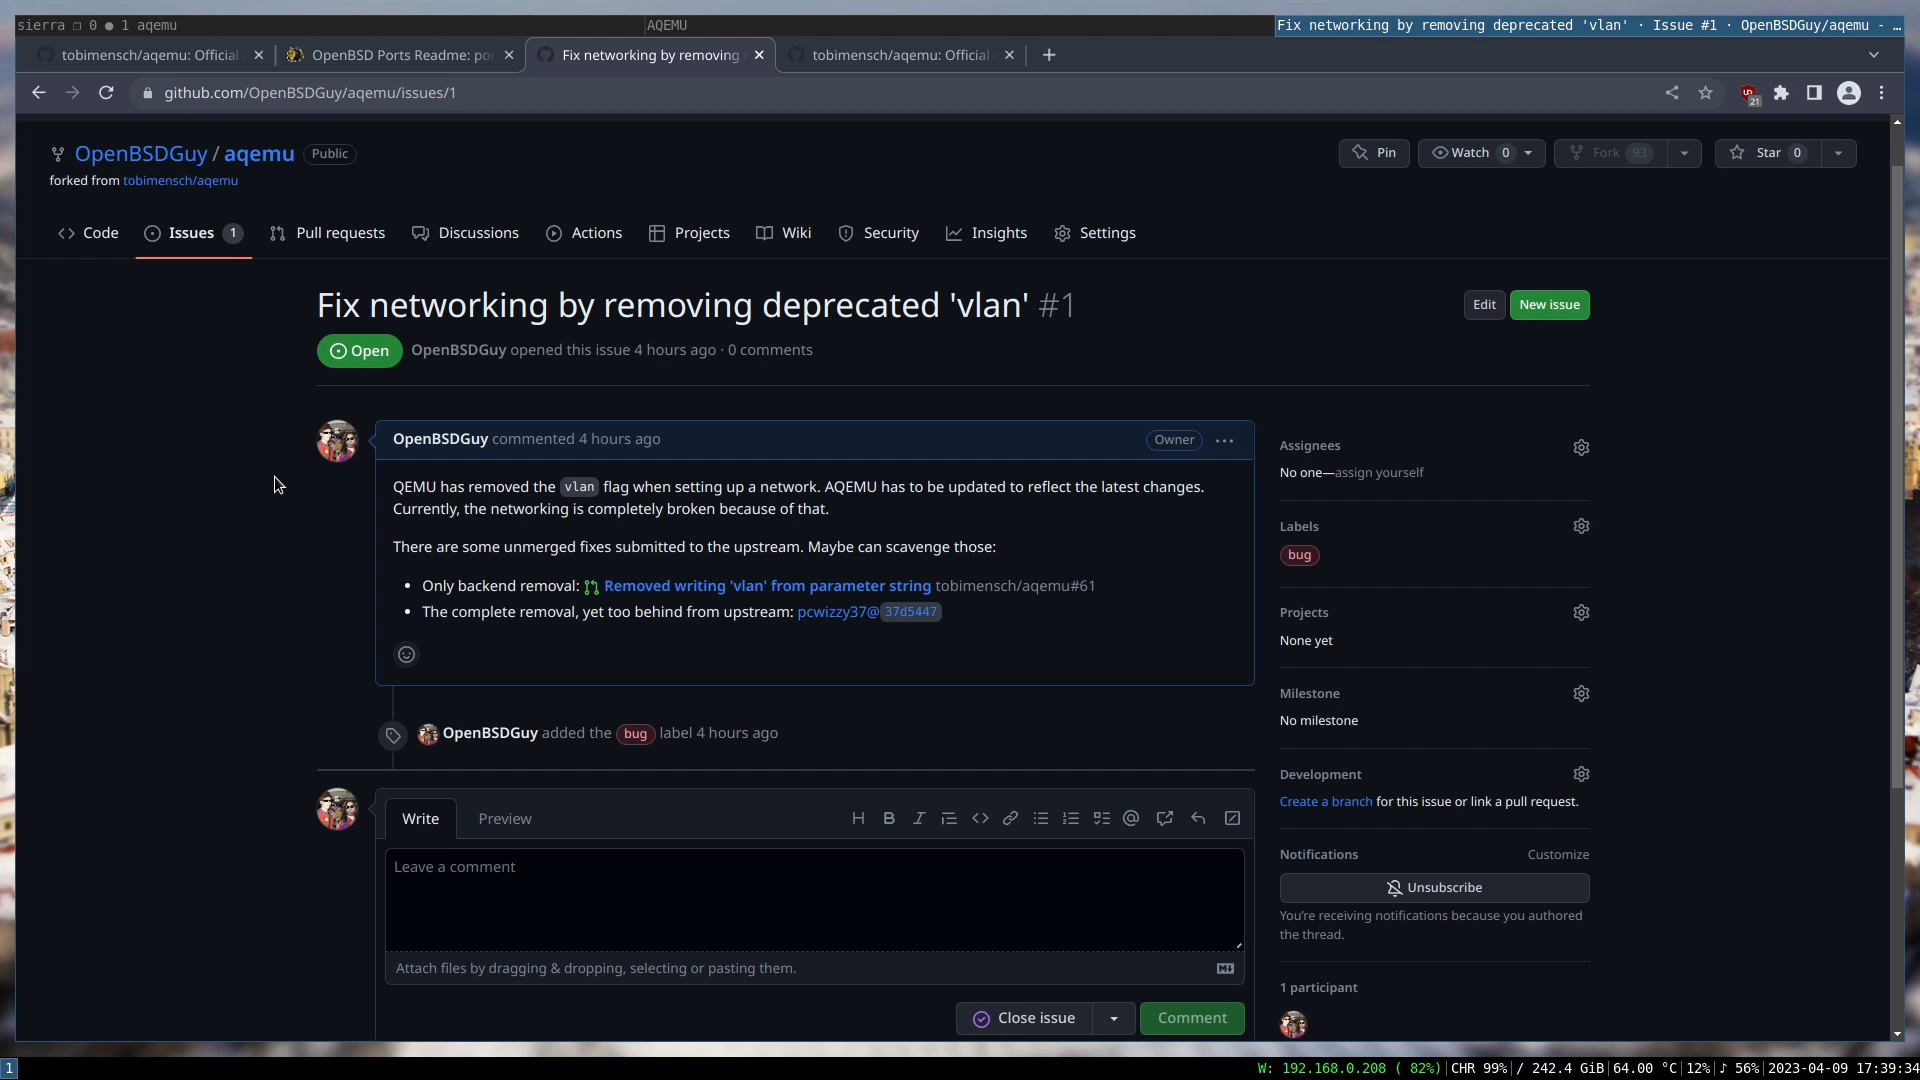 sierra ❐ 0 ● 1 aqemu
AQEMU
Fix networking by removing deprecated 'vlan' · Issue #1 · OpenBSDGuy/aqemu - …
tobimensch/aqemu: Official
OpenBSD Ports Readme: po
Fix networking by removing
tobimensch/aqemu: Official
github.com/OpenBSDGuy/aqemu/issues/1
21
OpenBSDGuy / aqemu Public
Pin
Watch 0
Fork 93
Star 0
forked from tobimensch/aqemu
Code
Issues 1
Pull requests
Discussions
Actions
Projects
Wiki
Security
Insights
Settings
Fix networking by removing deprecated 'vlan' #1
Edit
New issue
Open
OpenBSDGuy opened this issue 4 hours ago · 0 comments
OpenBSDGuy commented 4 hours ago
Owner
QEMU has removed the vlan flag when setting up a network. AQEMU has to be updated to reflect the latest changes.
Currently, the networking is completely broken because of that.
There are some unmerged fixes submitted to the upstream. Maybe can scavenge those:
• Only backend removal: Removed writing 'vlan' from parameter string tobimensch/aqemu#61
• The complete removal, yet too behind from upstream: pcwizzy37@37d5447
OpenBSDGuy added the bug label 4 hours ago
Write
Preview
Leave a comment
Attach files by dragging & dropping, selecting or pasting them.
Close issue
Comment
Assignees
No one—assign yourself
Labels
bug
Projects
None yet
Milestone
No milestone
Development
Create a branch for this issue or link a pull request.
Notifications
Customize
Unsubscribe
You're receiving notifications because you authored
the thread.
1 participant
1
W: 192.168.0.208 ( 82%)|CHR 99%|/ 242.4 GiB|64.00 °C|12%|♪ 56%|2023-04-09 17:39:34